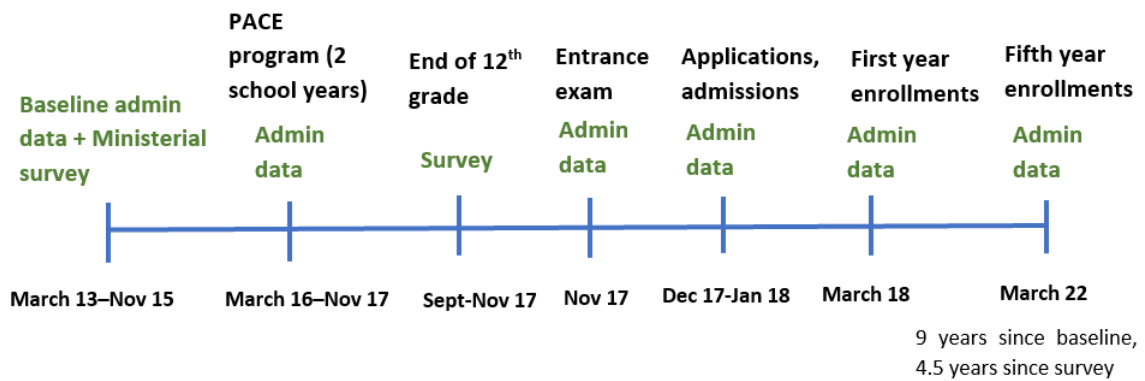 PACE
program (2
school years)
End of 12th
grade
Entrance
exam
Applications,
admissions
First year
enrollments
Fifth year
enrollments
Baseline admin
data + Ministerial
survey
Admin
data
Survey
Admin
data
Admin
data
Admin
data
Admin
data
March 13–Nov 15
March 16–Nov 17
Sept-Nov 17
Nov 17
Dec 17-Jan 18
March 18
March 22
9 years since baseline,
4.5 years since survey